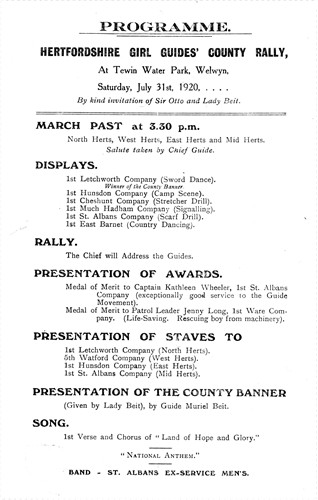 PROGRAMME.
HERTFORDSHIRE GIRL GUIDES' COUNTY RALLY,
At Tewin Water Park, Welwyn,
Saturday, July 31st, 1920, . . . .
By kind invitation of Sir Otto and Lady Beit.
MARCH PAST at 3.30 p.m.
North Herts, West Herts, East Herts and Mid Herts.
Salute taken by Chief Guide.
DISPLAYS.
1st Letchworth Company (Sword Dance).
Winner of the County Banner
1st Hunsdon Company (Camp Scene).
1st Cheshunt Company (Stretcher Drill).
1st Much Hadham Company (Signalling).
1st St. Albans Company (Scarf Drill).
1st East Barnet (Country Dancing).
RALLY.
The Chief will Address the Guides.
PRESENTATION OF AWARDS.
Medal of Merit to Captain Kathleen Wheeler, 1st St. Albans
Company (exceptionally good service to the Guide
Movement).
Medal of Merit to Patrol Leader Jenny Long, 1st Ware Com-
pany. (Life-Saving. Rescuing boy from machinery).
PRESENTATION OF STAVES TO
1st Letchworth Company (North Herts).
5th Watford Company (West Herts).
1st Hunsdon Company (East Herts).
1st St. Albans Company (Mid Herts).
PRESENTATION OF THE COUNTY BANNER
(Given by Lady Beit), by Guide Muriel Beit.
SONG.
1st Verse and Chorus of "Land of Hope and Glory."
"NATIONAL ANTHEM."
BAND - ST. ALBANS EX-SERVICE MEN'S.